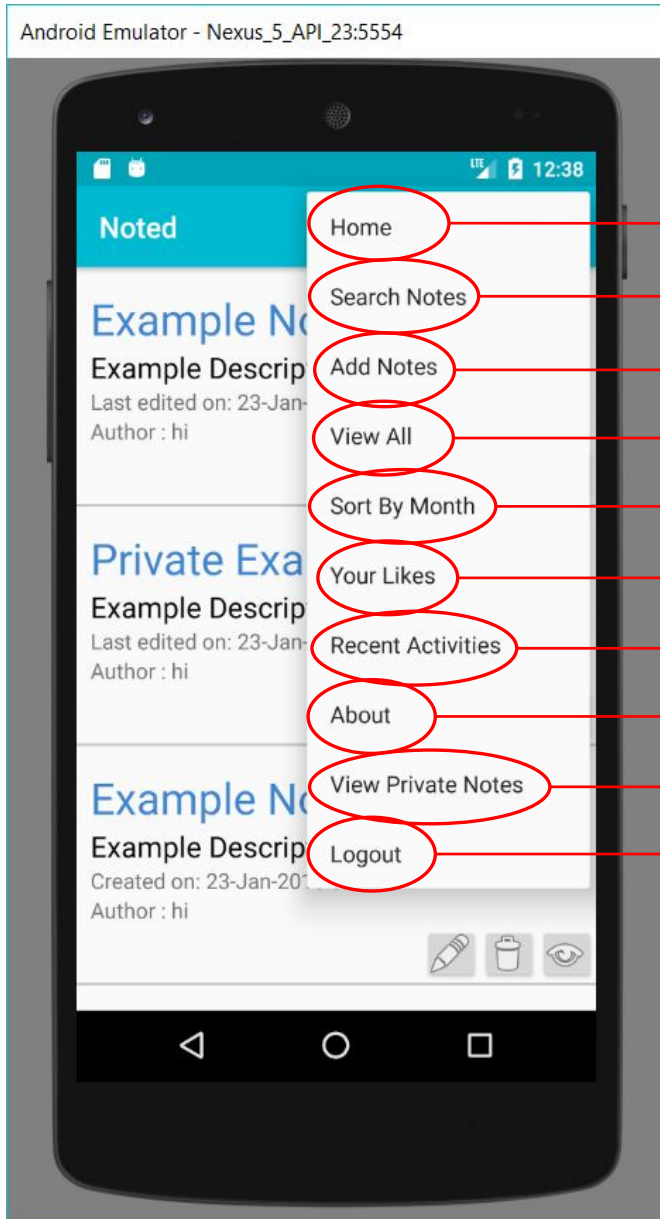 Android Emulator - Nexus_5_API_23:5554
LTE 12:38
Noted
Home
Search Notes
Add Notes
View All
Sort By Month
Your Likes
Recent Activities
About
View Private Notes
Logout
Example No
Example Descrip
Last edited on: 23-Jan-
Author : hi
Private Exa
Example Descrip
Last edited on: 23-Jan-
Author : hi
Example No
Example Descrip
Created on: 23-Jan-20
Author : hi